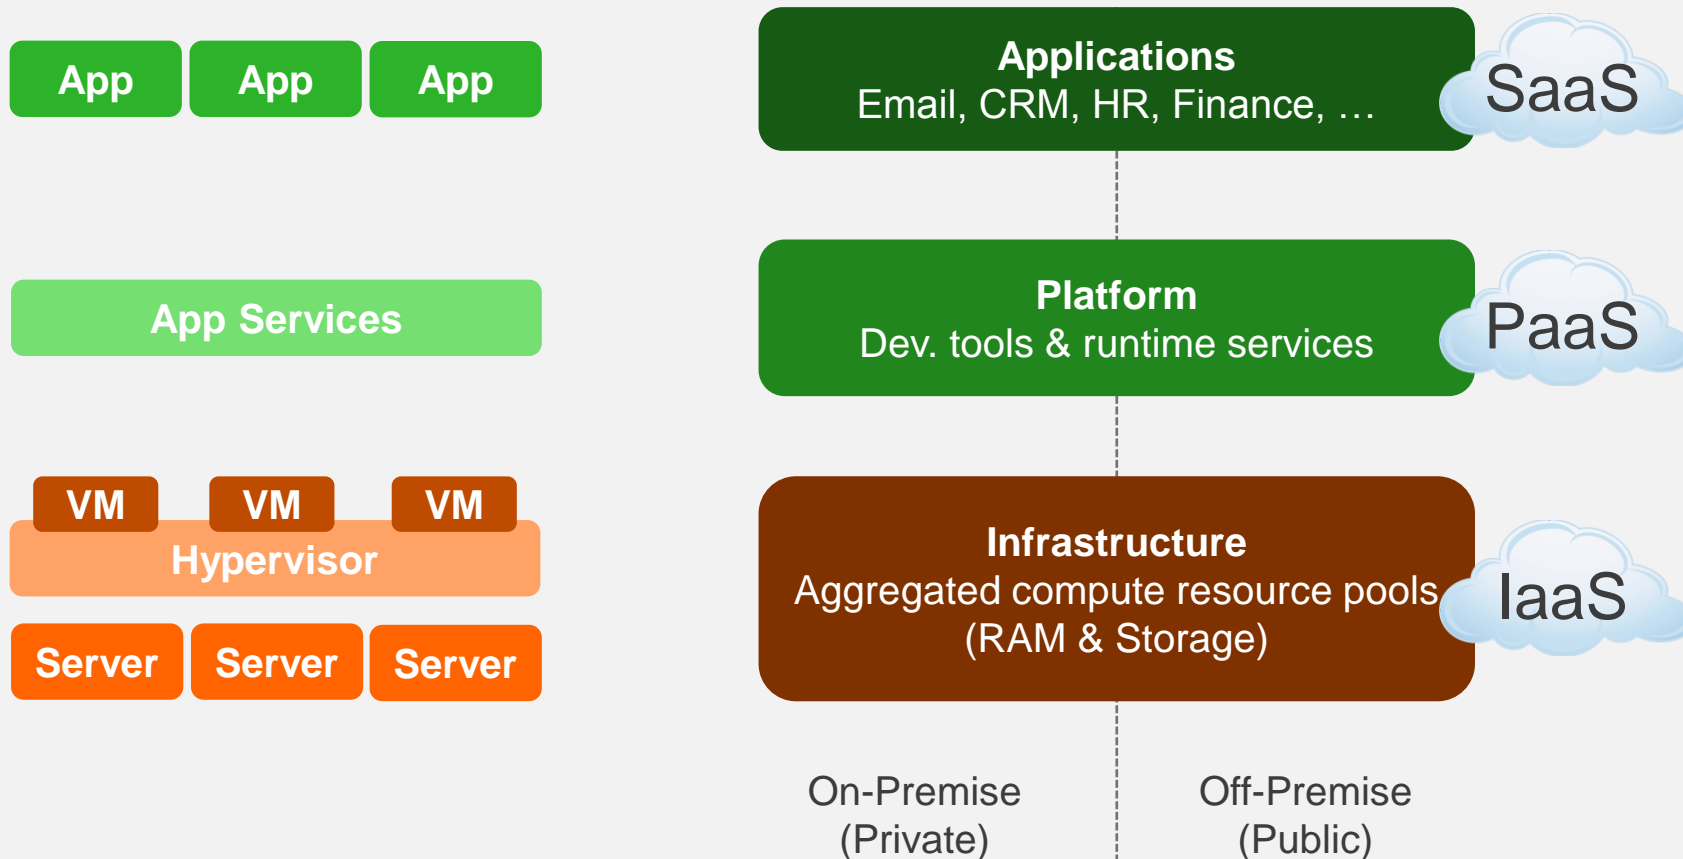 App App App
Applications
Email, CRM, HR, Finance, …
SaaS
App Services
Platform
Dev. tools & runtime services
PaaS
VM VM VM
Hypervisor
Server Server Server
Infrastructure
Aggregated compute resource pools
(RAM & Storage)
IaaS
On-Premise
(Private)
Off-Premise
(Public)